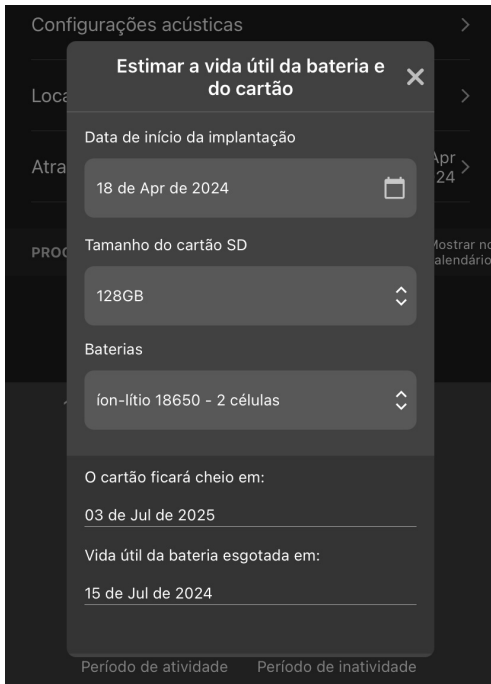 Configurações acústicas
Estimar a vida útil da bateria e
do cartão
Data de início da implantação
18 de Apr de 2024
Tamanho do cartão SD
128GB
Baterias
íon-lítio 18650 - 2 células
O cartão ficará cheio em:
03 de Jul de 2025
Vida útil da bateria esgotada em:
15 de Jul de 2024
Período de atividade
Período de inatividade